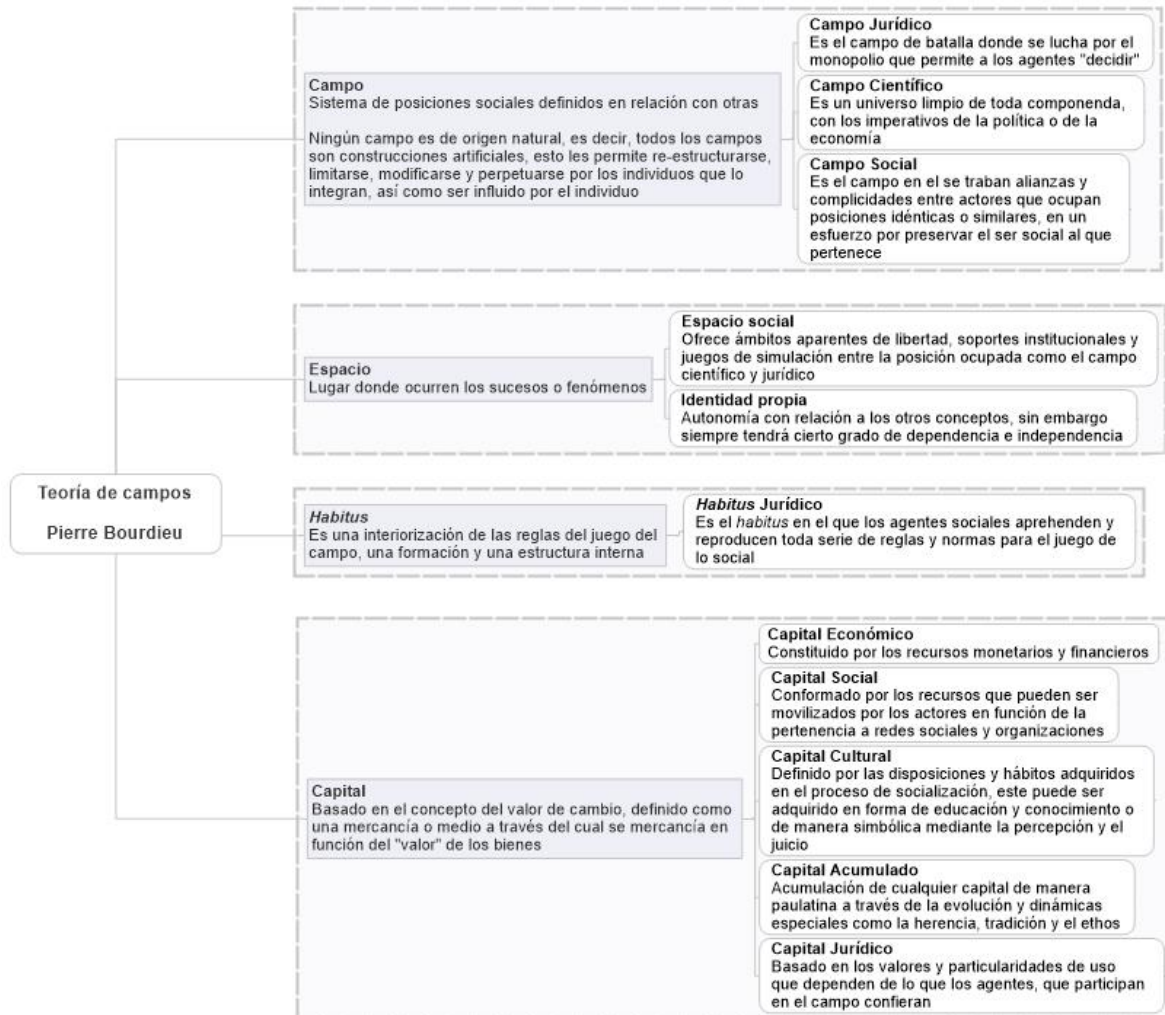 Teoría de campos
Pierre Bourdieu
Campo
Sistema de posiciones sociales definidos en relación con otras
Ningún campo es de origen natural, es decir, todos los campos
son construcciones artificiales, esto les permite re-estructurarse,
limitarse, modificarse y perpetuarse por los individuos que lo
integran, así como ser influido por el individuo
Campo Jurídico
Es el campo de batalla donde se lucha por el
monopolio que permite a los agentes "decidir"
Campo Científico
Es un universo limpio de toda componenda,
con los imperativos de la política o de la
economía
Campo Social
Es el campo en el se traban alianzas y
complicidades entre actores que ocupan
posiciones idénticas o similares, en un
esfuerzo por preservar el ser social al que
pertenece
Espacio
Lugar donde ocurren los sucesos o fenómenos
Espacio social
Ofrece ámbitos aparentes de libertad, soportes institucionales y
juegos de simulación entre la posición ocupada como el campo
científico y jurídico
Identidad propia
Autonomía con relación a los otros conceptos, sin embargo
siempre tendrá cierto grado de dependencia e independencia
Habitus
Es una interiorización de las reglas del juego del
campo, una formación y una estructura interna
Habitus Jurídico
Es el habitus en el que los agentes sociales aprehenden y
reproducen toda serie de reglas y normas para el juego de
lo social
Capital
Basado en el concepto del valor de cambio, definido como
una mercancía o medio a través del cual se mercancía en
función del "valor" de los bienes
Capital Económico
Constituido por los recursos monetarios y financieros
Capital Social
Conformado por los recursos que pueden ser
movilizados por los actores en función de la
pertenencia a redes sociales y organizaciones
Capital Cultural
Definido por las disposiciones y hábitos adquiridos
en el proceso de socialización, este puede ser
adquirido en forma de educación y conocimiento o
de manera simbólica mediante la percepción y el
juicio
Capital Acumulado
Acumulación de cualquier capital de manera
paulatina a través de la evolución y dinámicas
especiales como la herencia, tradición y el ethos
Capital Jurídico
Basado en los valores y particularidades de uso
que dependen de lo que los agentes, que participan
en el campo confieran